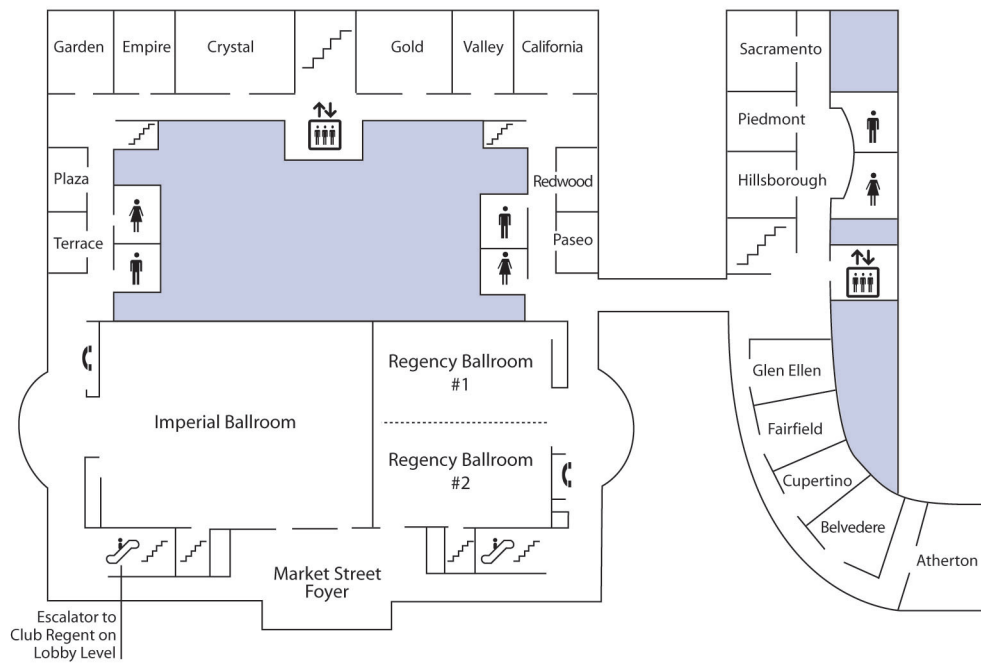 Garden
Empire
Crystal
Gold
Valley
California
Sacramento
Piedmont
Hillsborough
Plaza
Terrace
Redwood
Paseo
Glen Ellen
Fairfield
Cupertino
Belvedere
Atherton
Imperial Ballroom
Regency Ballroom
#1
Regency Ballroom
#2
Market Street
Foyer
Escalator to
Club Regent on
Lobby Level